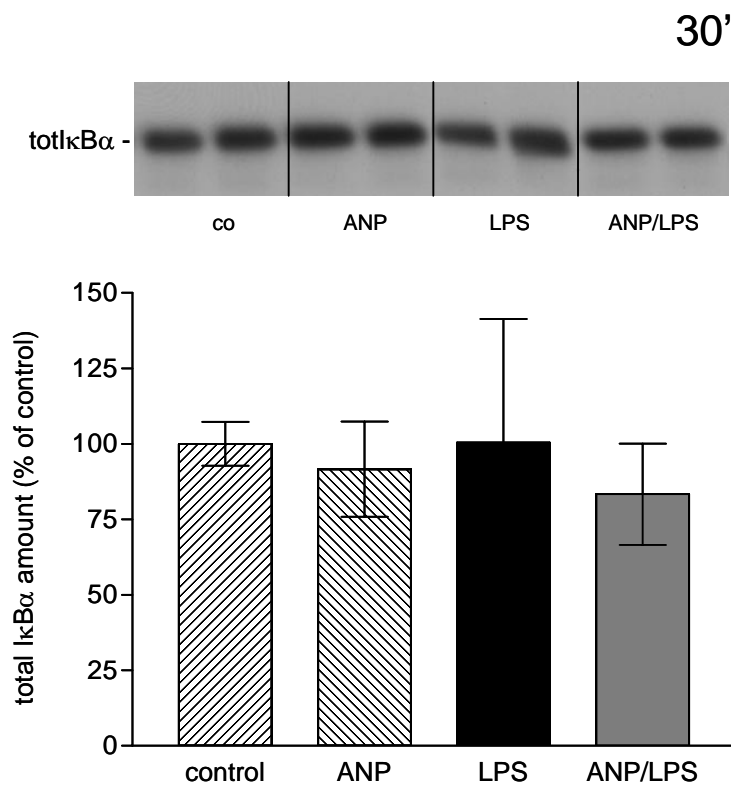 30’
totIκBα -
co ANP LPS ANP/LPS
total IκBα amount (% of control)
150
125
100
75
50
25
0
control ANP LPS ANP/LPS